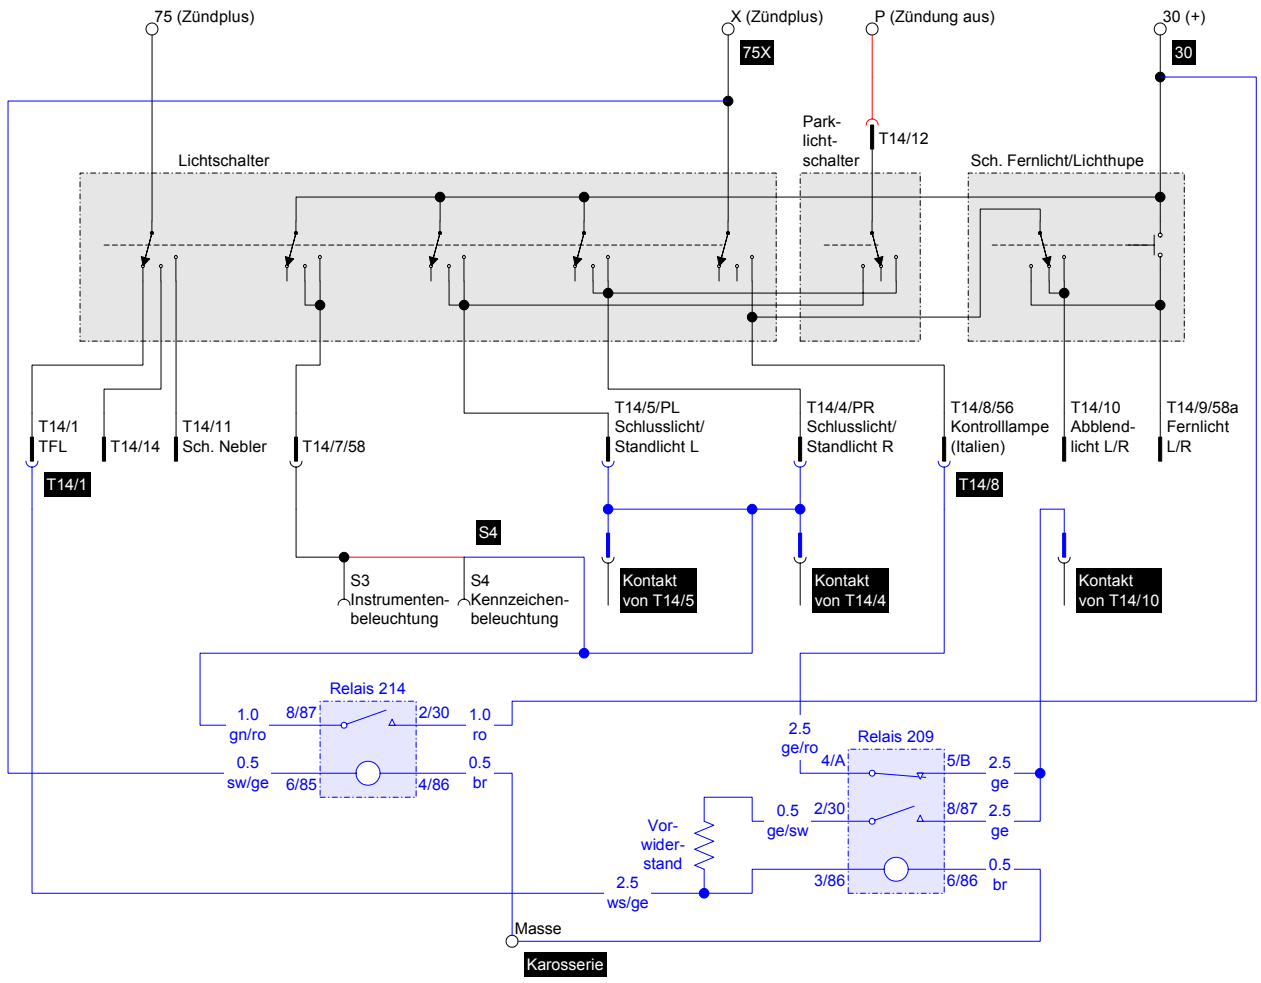 75 (Zündplus)
X (Zündplus)
P (Zündung aus)
30 (+)
75X
30
Park-
licht-
schalter
T14/12
Lichtschalter
Sch. Fernlicht/Lichthupe
T14/1
TFL
T14/14
T14/11
Sch. Nebler
T14/7/58
T14/5/PL
Schlusslicht/
Standlicht L
T14/4/PR
Schlusslicht/
Standlicht R
T14/8/56
Kontrolllampe
(Italien)
T14/10
Abblend-
licht L/R
T14/9/58a
Fernlicht
L/R
T14/1
T14/8
S4
S3
Instrumenten-
beleuchtung
S4
Kennzeichen-
beleuchtung
Kontakt
von T14/5
Kontakt
von T14/4
Kontakt
von T14/10
Relais 214
1.0
gn/ro
8/87
2/30
1.0
ro
0.5
sw/ge
6/85
4/86
0.5
br
2.5
ge/ro
Relais 209
4/A
5/B
2.5
ge
Vor-
wider-
stand
0.5
ge/sw
2/30
8/87
2.5
ge
2.5
ws/ge
3/86
6/86
0.5
br
Masse
Karosserie